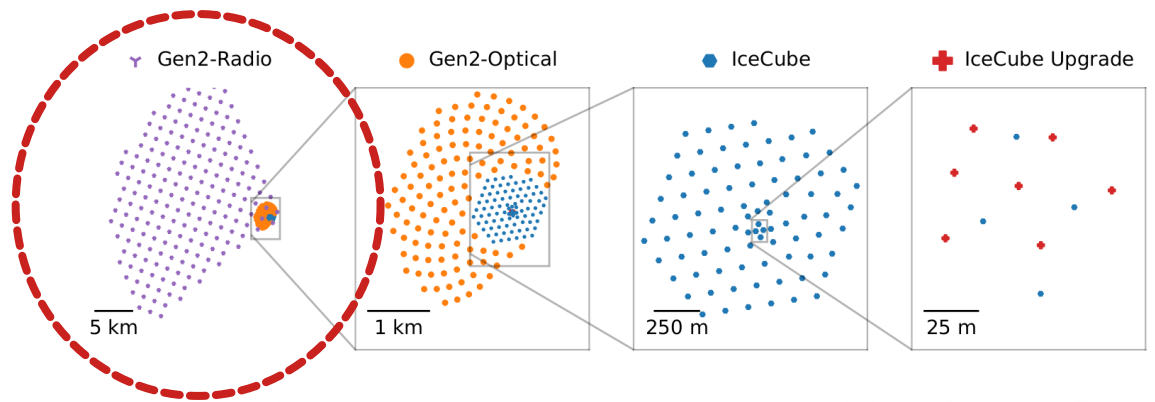 Gen2-Radio
Gen2-Optical
IceCube
IceCube Upgrade
5 km
1 km
250 m
25 m